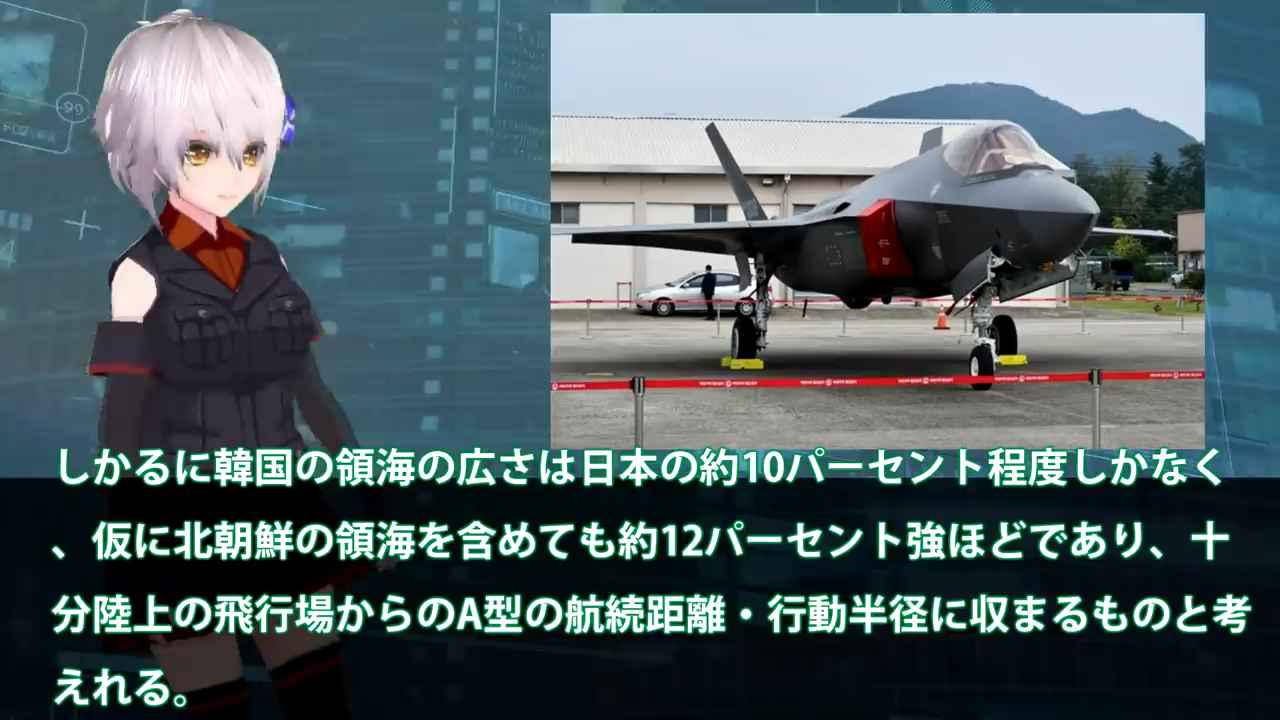 -99
しかるに韓国の領海の広さは日本の約10パーセント程度しかなく
、仮に北朝鮮の領海を含めても約12パーセント強ほどであり、十
分陸上の飛行場からのA型の航続距離・行動半径に収まるものと考
えれる。